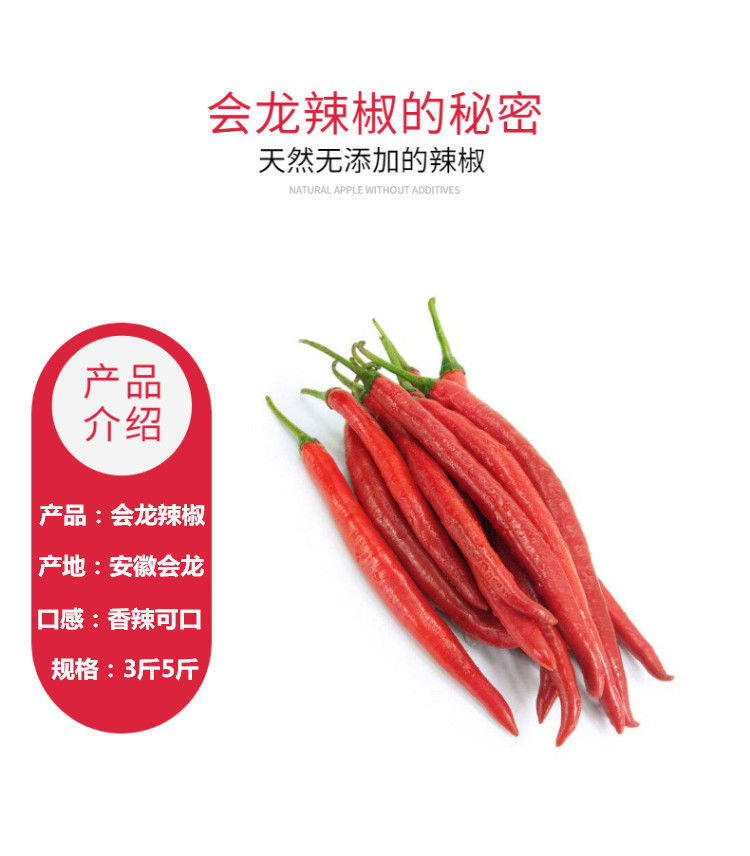 会龙辣椒的秘密
天然无添加的辣椒
NATURAL APPLE WITHOUT ADDITIVES
产品
介绍
产品：会龙辣椒
产地：安徽会龙
口感：香辣可口
规格：3斤5斤